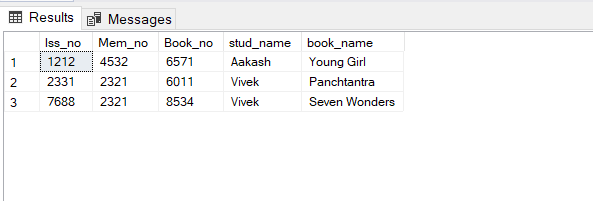 Results Messages
Iss_no Mem_no Book_no stud_name book_name
1 1212 4532 6571 Aakash Young Girl
2 2331 2321 6011 Vivek Panchtantra
3 7688 2321 8534 Vivek Seven Wonders